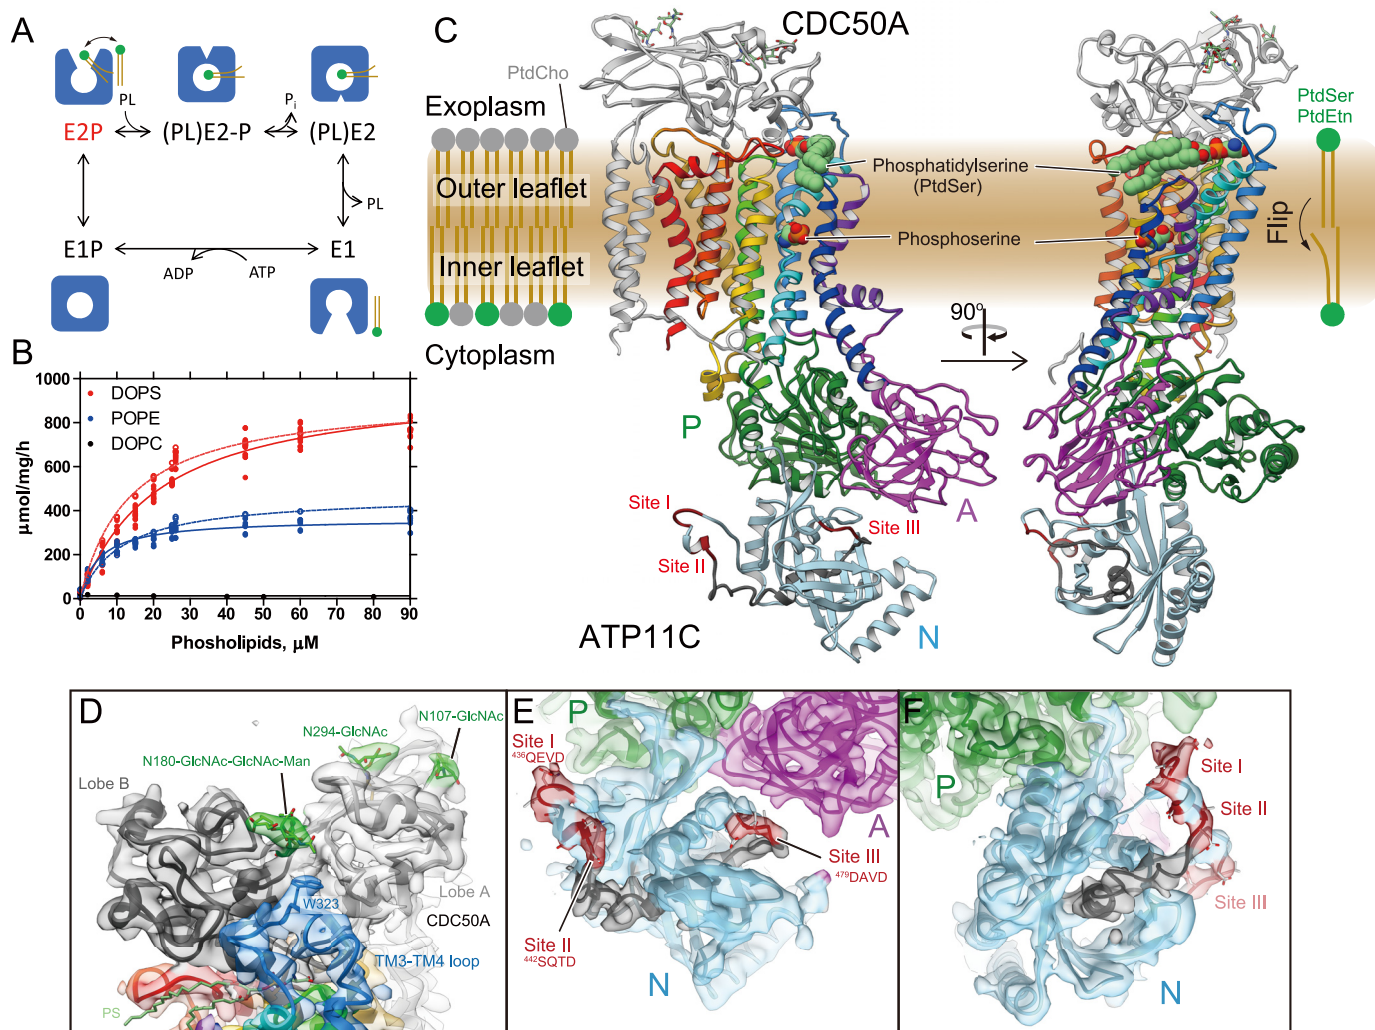 A
PL
Pi
E2P
(PL)E2-P
(PL)E2
PL
E1P
E1
ADP
ATP
B
1000
800
600
400
200
0
DOPS
POPE
DOPC
µmol/mg/h
0 10 20 30 40 50 60 70 80 90
Phosholipids, µM
C
CDC50A
PtdCho
Exoplasm
Outer leaflet
Inner leaflet
Cytoplasm
Phosphatidylserine
(PtdSer)
Phosphoserine
PtdSer
PtdEtn
Flip
90º
P
A
N
Site I
Site II
Site III
ATP11C
D
N107-GlcNAc
N294-GlcNAc
N180-GlcNAc-GlcNAc-Man
Lobe B
Lobe A
CDC50A
W323
TM3-TM4 loop
PS
E
P
Site I
436QEVD
A
Site III
479DAVD
Site II
442SQTD
N
F
P
Site I
Site II
Site III
N